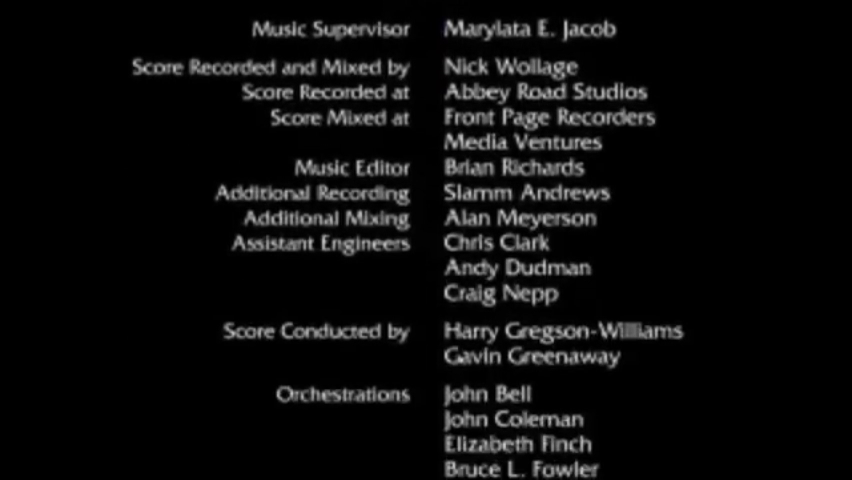 Music Supervisor Marylata E. Jacob
Score Recorded and Mixed by Nick Wollage
Score Recorded at Abbey Road Studios
Score Mixed at Front Page Recorders
Media Ventures
Music Editor Brian Richards
Additional Recording Slamm Andrews
Additional Mixing Alan Meyerson
Assistant Engineers Chris Clark
Andy Dudman
Craig Nepp
Score Conducted by Harry Gregson-Williams
Gavin Greenaway
Orchestrations John Bell
John Coleman
Elizabeth Finch
Bruce L. Fowler